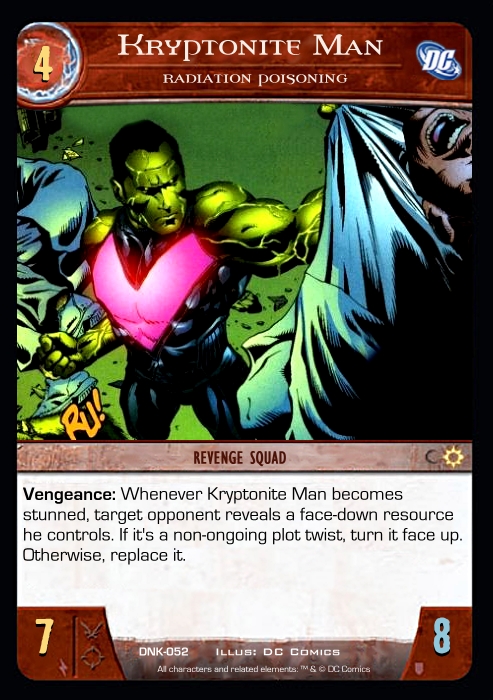 4
KRYPTONITE MAN
RADIATION POISONING
DC
RU!
REVENGE SQUAD
C
Vengeance: Whenever Kryptonite Man becomes
stunned, target opponent reveals a face-down resource
he controls. If it's a non-ongoing plot twist, turn it face up.
Otherwise, replace it.
7
DNK-052 ILLUS: DC COMICS
All characters and related elements: ™ & © DC Comics
8